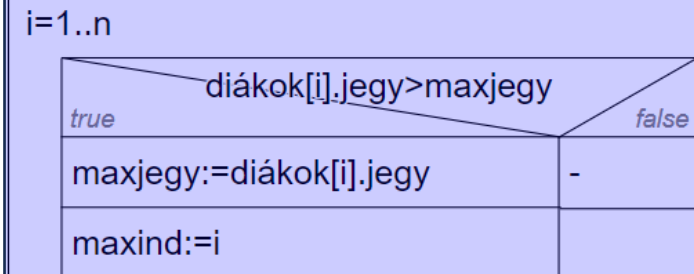 i=1..n
diákok[i].jegy>maxjegy
true
false
maxjegy:=diákok[i].jegy
-
maxind:=i